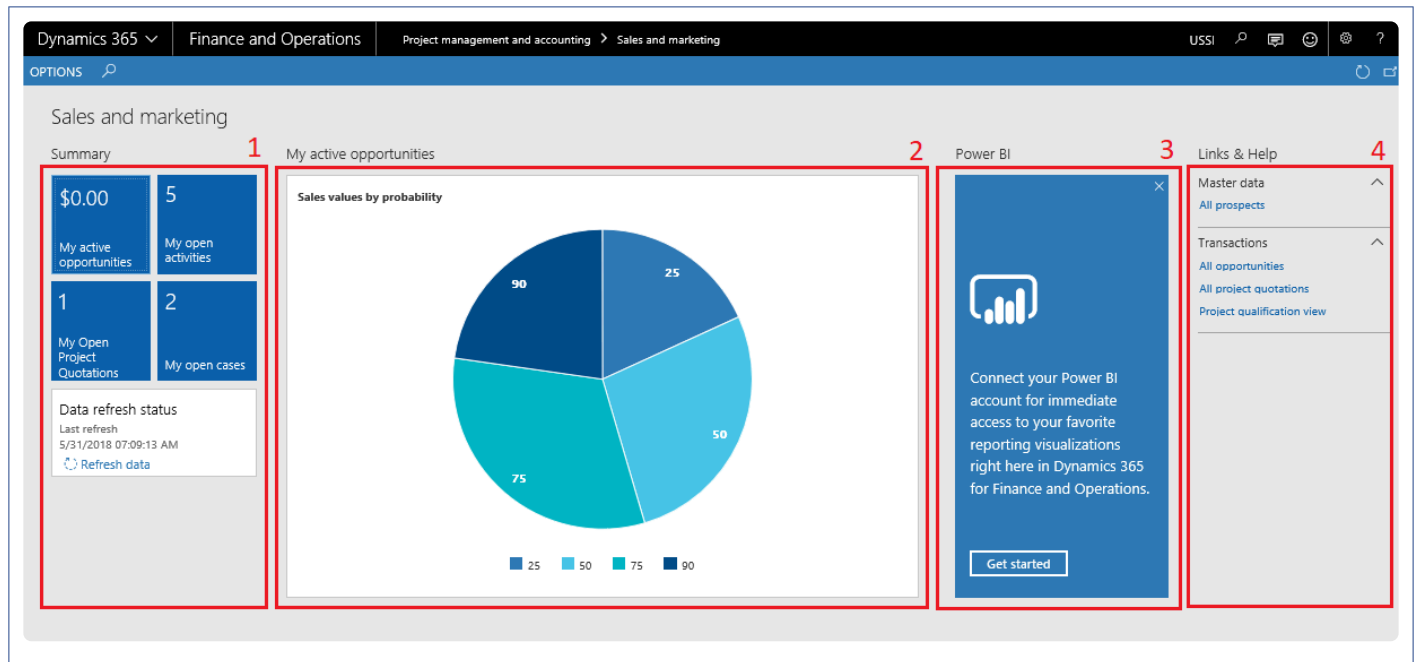 Dynamics 365 Finance and Operations Project management and accounting > Sales and marketing USSI ?
OPTIONS
Sales and marketing
Summary 1
$0.00
My active
opportunities
5
My open
activities
1
My Open
Project
Quotations
2
My open cases
Data refresh status
Last refresh
5/31/2018 07:09:13 AM
Refresh data
My active opportunities 2
Sales values by probability
90
25
50
75
25 50 75 90
Power BI 3
Connect your Power BI
account for immediate
access to your favorite
reporting visualizations
right here in Dynamics 365
for Finance and Operations.
Get started
Links & Help 4
Master data
All prospects
Transactions
All opportunities
All project quotations
Project qualification view